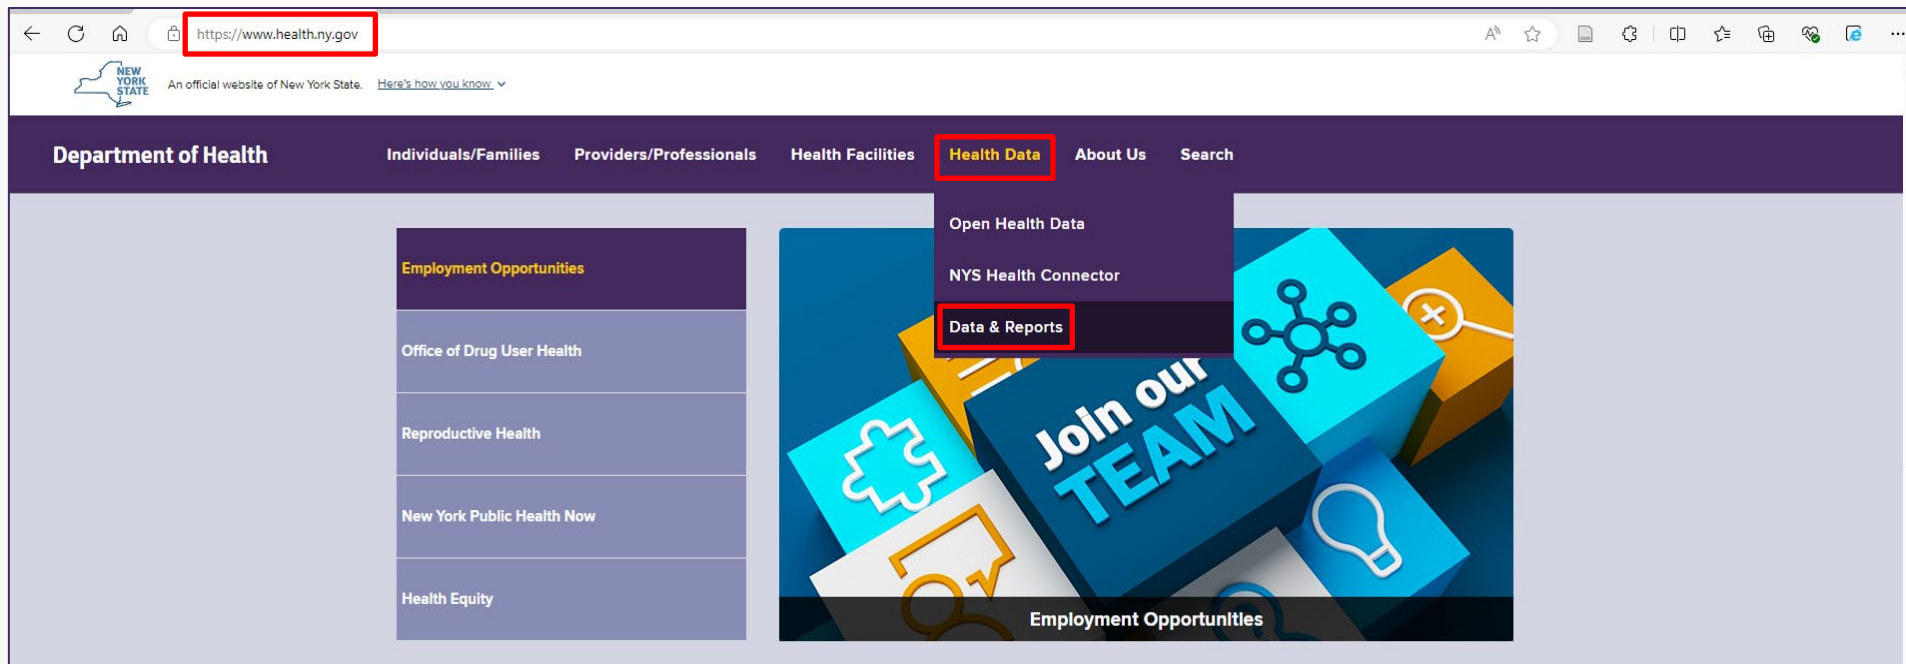 https://www.health.ny.gov
NEW
YORK
STATE
An official website of New York State. Here's how you know
Department of Health
Individuals/Families Providers/Professionals Health Facilities Health Data About Us Search
Open Health Data
NYS Health Connector
Data & Reports
Employment Opportunities
Office of Drug User Health
Reproductive Health
New York Public Health Now
Health Equity
Join our
TEAM
Employment Opportunities